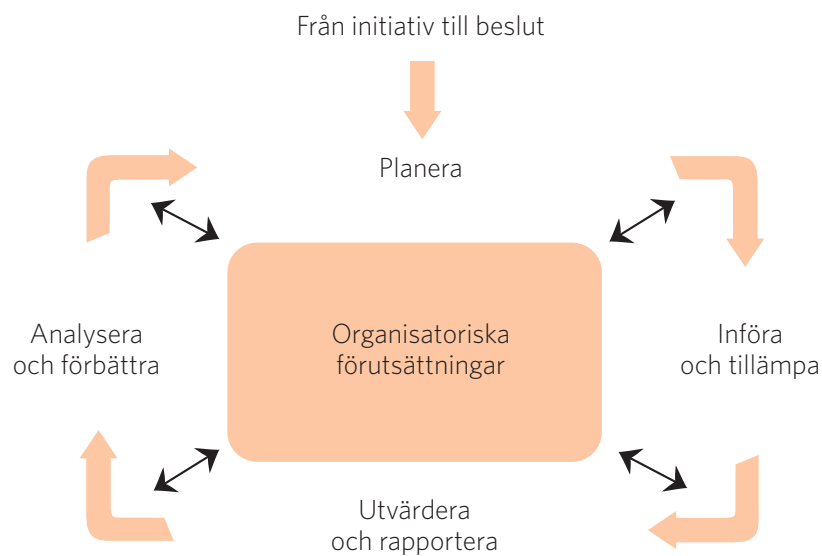 Från initiativ till beslut
Planera
Analysera
och förbättra
Organisatoriska
förutsättningar
Införa
och tillämpa
Utvärdera
och rapportera